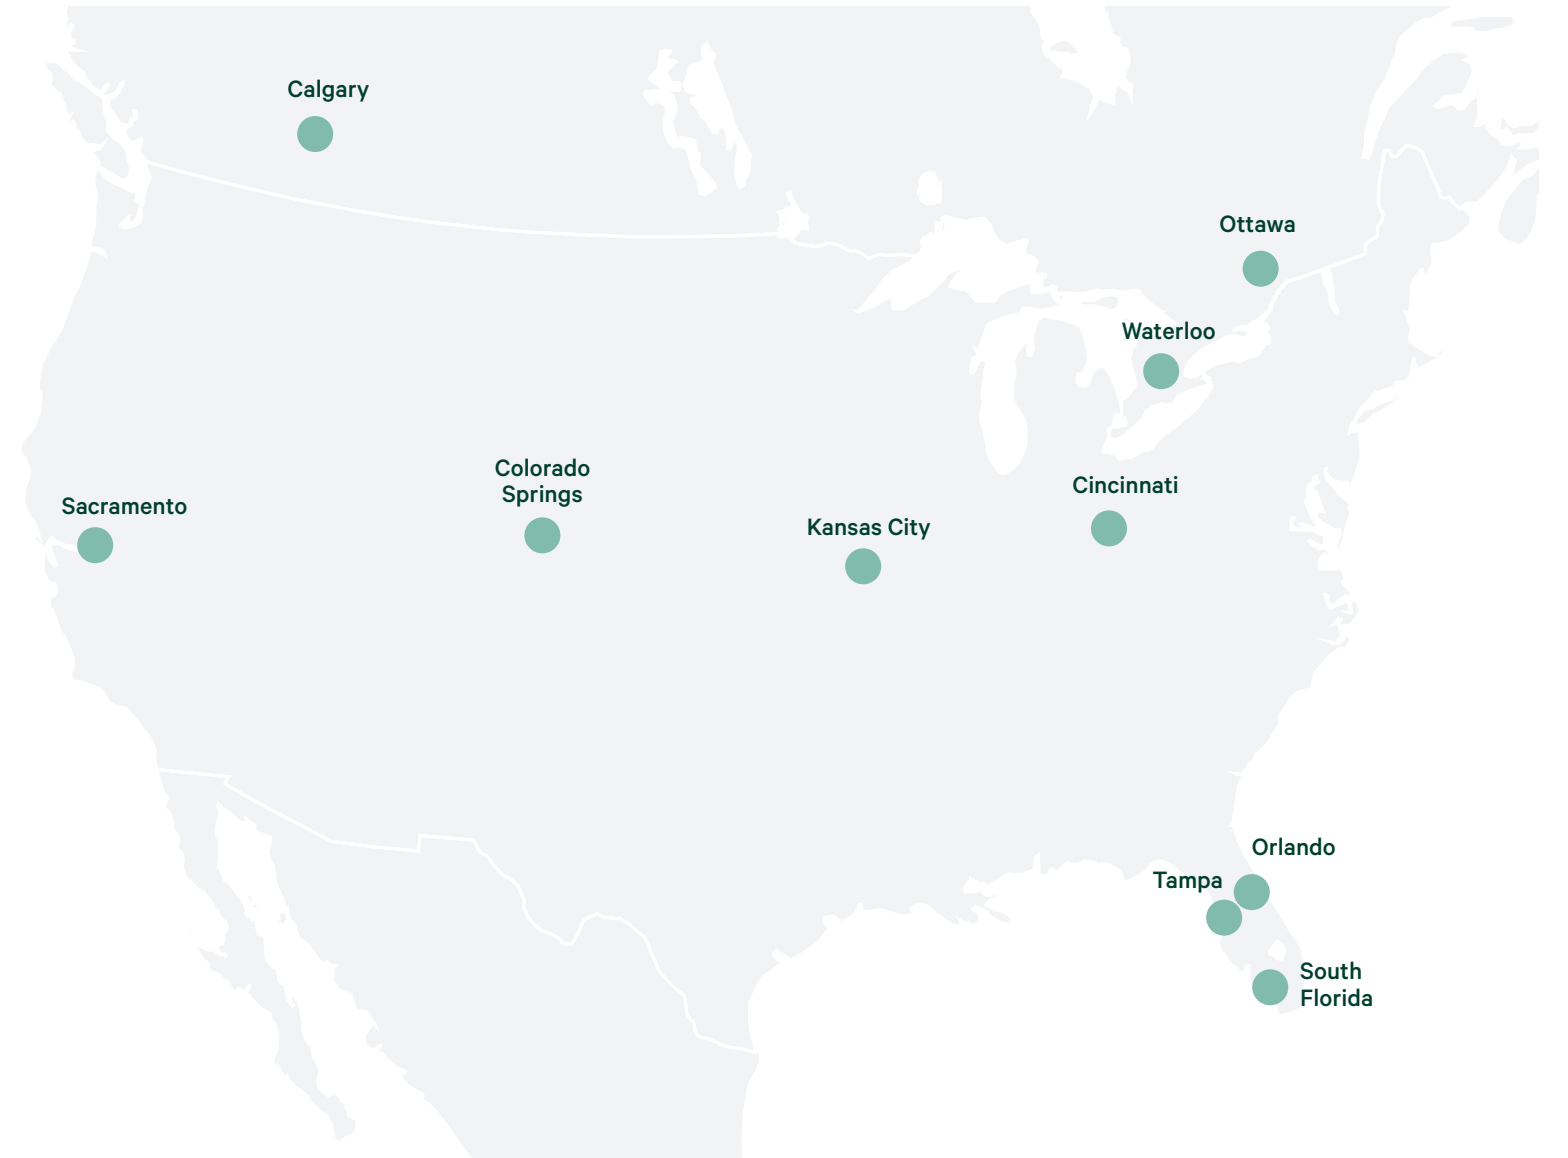 Calgary
Ottawa
Waterloo
Colorado
Springs
Cincinnati
Sacramento
Kansas City
Orlando
Tampa
South
Florida